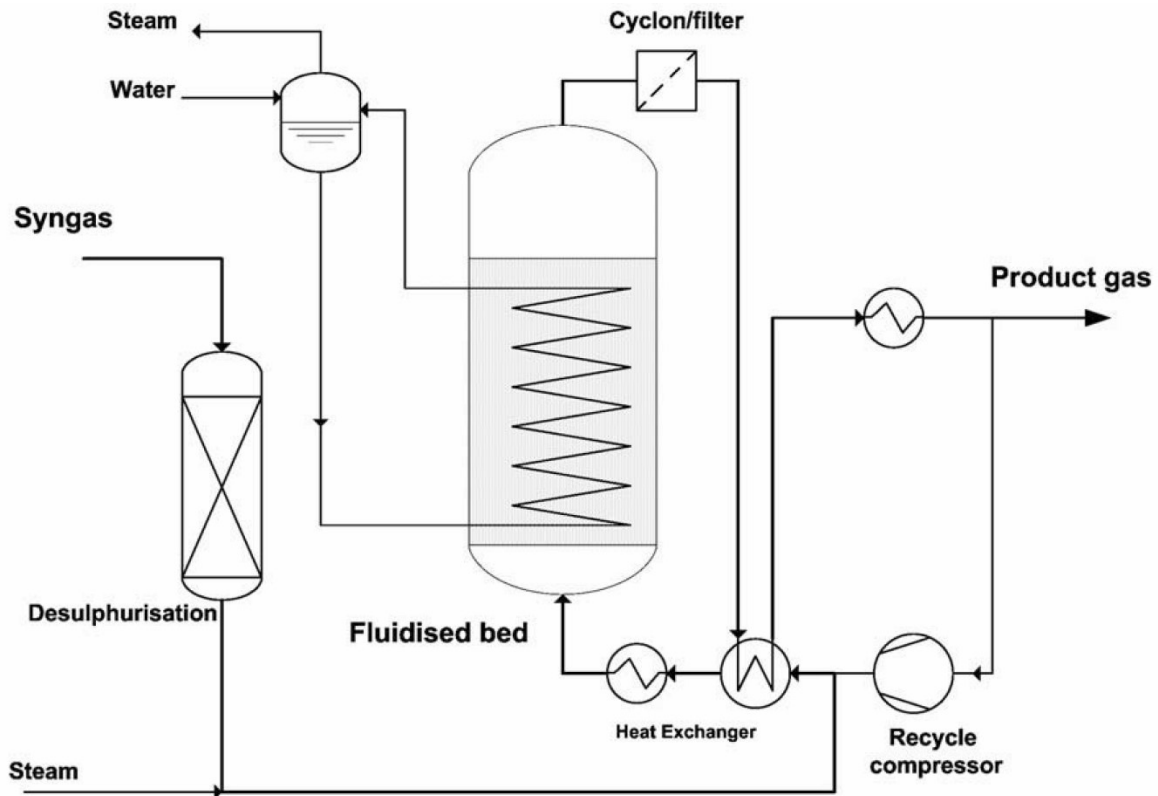 Steam
Cyclon/filter
Water
Syngas
Product gas
Desulphurisation
Fluidised bed
Heat Exchanger
Recycle
compressor
Steam